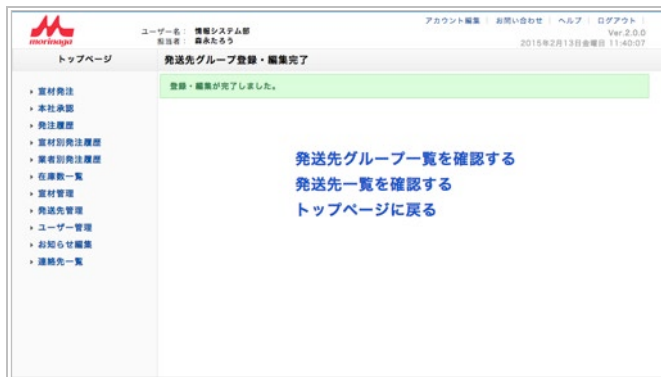 morinaga
ユーザー名： 情報システム部
担当者： 森永たろう
アカウント編集 | お問い合わせ | ヘルプ | ログアウト |
Ver.2.0.0
2015年2月13日金曜日 11:40:07
トップページ
発送先グループ登録・編集完了
登録・編集が完了しました。
宣材発注
本社承認
発注履歴
宣材別発注履歴
業者別発注履歴
在庫数一覧
宣材管理
発送先管理
ユーザー管理
お知らせ編集
連絡先一覧
発送先グループ一覧を確認する
発送先一覧を確認する
トップページに戻る